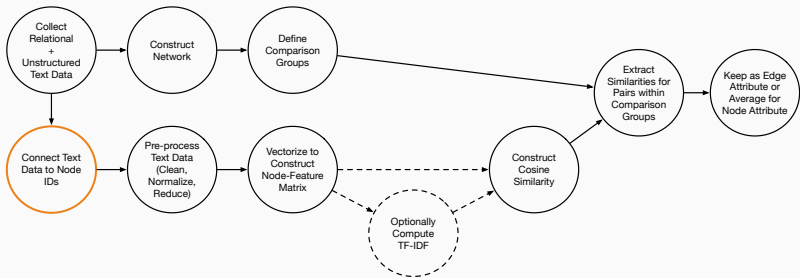 Collect
Relational
+
Unstructured
Text Data
Construct
Network
Define
Comparison
Groups
Extract
Similarities for
Pairs within
Comparison
Groups
Keep as Edge
Attribute or
Average for
Node Attribute
Connect Text
Data to Node
IDs
Pre-process
Text Data
(Clean,
Normalize,
Reduce)
Vectorize to
Construct
Node-Feature
Matrix
Optionally
Compute
TF-IDF
Construct
Cosine
Similarity